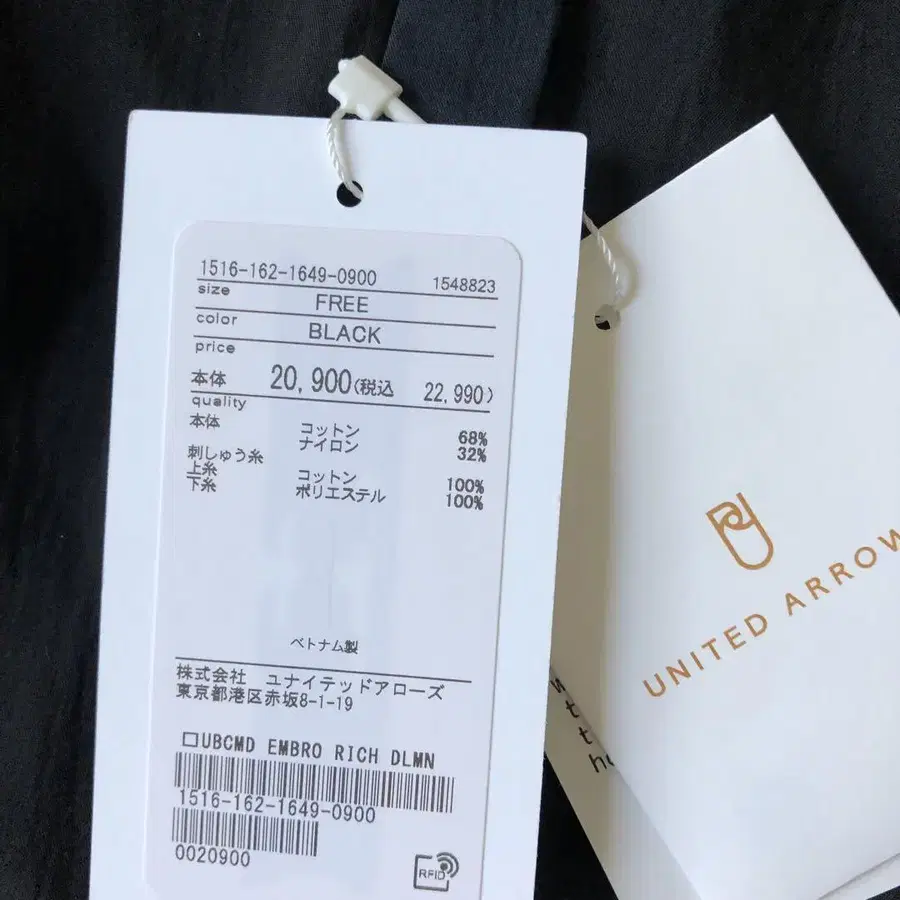 1516-162-1649-0900 1548823
size FREE
color BLACK
price
本体 20,900(税込 22,990)
quality
本体 コットン 68%
ナイロン 32%
刺しゅう糸
上糸 コットン 100%
下糸 ポリエステル 100%
ベトナム製
株式会社 ユナイテッドアローズ
東京都港区赤坂8-1-19
□UBCMD EMBRO RICH DLMN
1516-162-1649-0900
0020900
RFID
UNITED ARROW